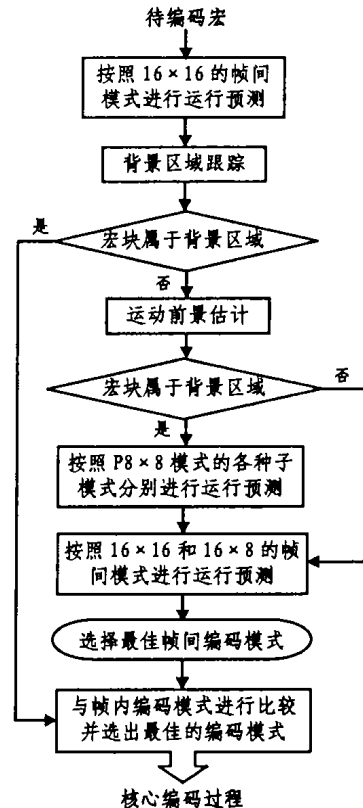 待编码宏
按照 16×16 的帧间
模式进行运行预测
背景区域跟踪
是
宏块属于背景区域
否
运动前景估计
宏块属于背景区域
否
是
按照 P8×8 模式的各种子
模式分别进行运行预测
按照 16×16 和 16×8 的帧
间模式进行运行预测
选择最佳帧间编码模式
与帧内编码模式进行比较
并选出最佳的编码模式
核心编码过程